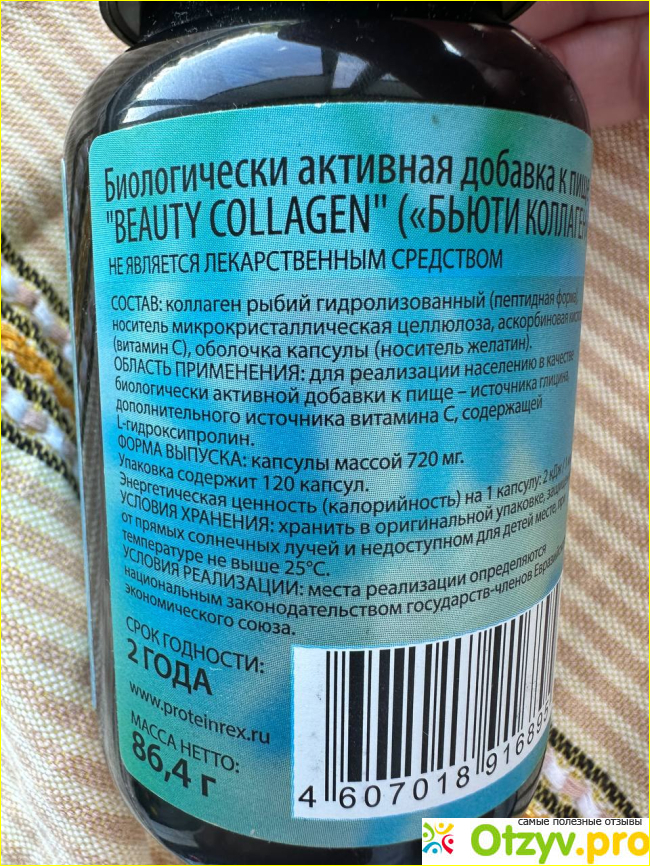 Биологически активная добавка к пище
"BEAUTY COLLAGEN" («БЬЮТИ КОЛЛАГЕН
НЕ ЯВЛЯЕТСЯ ЛЕКАРСТВЕННЫМ СРЕДСТВОМ
СОСТАВ: коллаген рыбий гидролизованный (пептидная форма),
носитель микрокристаллическая целлюлоза, аскорбиновая
(витамин С), оболочка капсулы (носитель желатин).
ОБЛАСТЬ ПРИМЕНЕНИЯ: для реализации населению в качестве
биологически активной добавки к пище – источника глицина,
дополнительного источника витамина С, содержащей
L-гидроксипролин.
ФОРМА ВЫПУСКА: капсулы массой 720 мг.
Упаковка содержит 120 капсул.
Энергетическая ценность (калорийность) на 1 капсулу: 2 кДж /
УСЛОВИЯ ХРАНЕНИЯ: хранить в оригинальной упаковке,
от прямых солнечных лучей и недоступном для детей месте, при
температуре не выше 25°С.
УСЛОВИЯ РЕАЛИЗАЦИИ: места реализации определяются
национальным законодательством государств-членов
экономического союза.
СРОК ГОДНОСТИ:
2 ГОДА
www.proteinrex.ru
МАССА НЕТТО:
86,4 г
4 607018 91689
самые полезные отзывы
Otzyv.pro